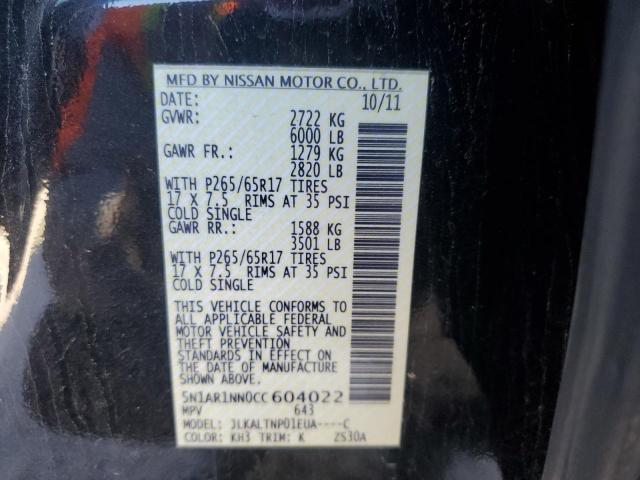 MFD BY NISSAN MOTOR CO., LTD.
DATE: 10/11
GVWR: 2722 KG
6000 LB
GAWR FR.: 1279 KG
2820 LB
WITH P265/65R17 TIRES
17 X 7.5 RIMS AT 35 PSI
COLD SINGLE
GAWR RR.: 1588 KG
3501 LB
WITH P265/65R17 TIRES
17 X 7.5 RIMS AT 35 PSI
COLD SINGLE
THIS VEHICLE CONFORMS TO
ALL APPLICABLE FEDERAL
MOTOR VEHICLE SAFETY AND
THEFT PREVENTION
STANDARDS IN EFFECT ON
THE DATE OF MANUFACTURE
SHOWN ABOVE.
5N1AR1NN0CC604022
MPV 643
MODEL: JLKALTNP01EUA----C
COLOR: KH3 TRIM: K ZS30A